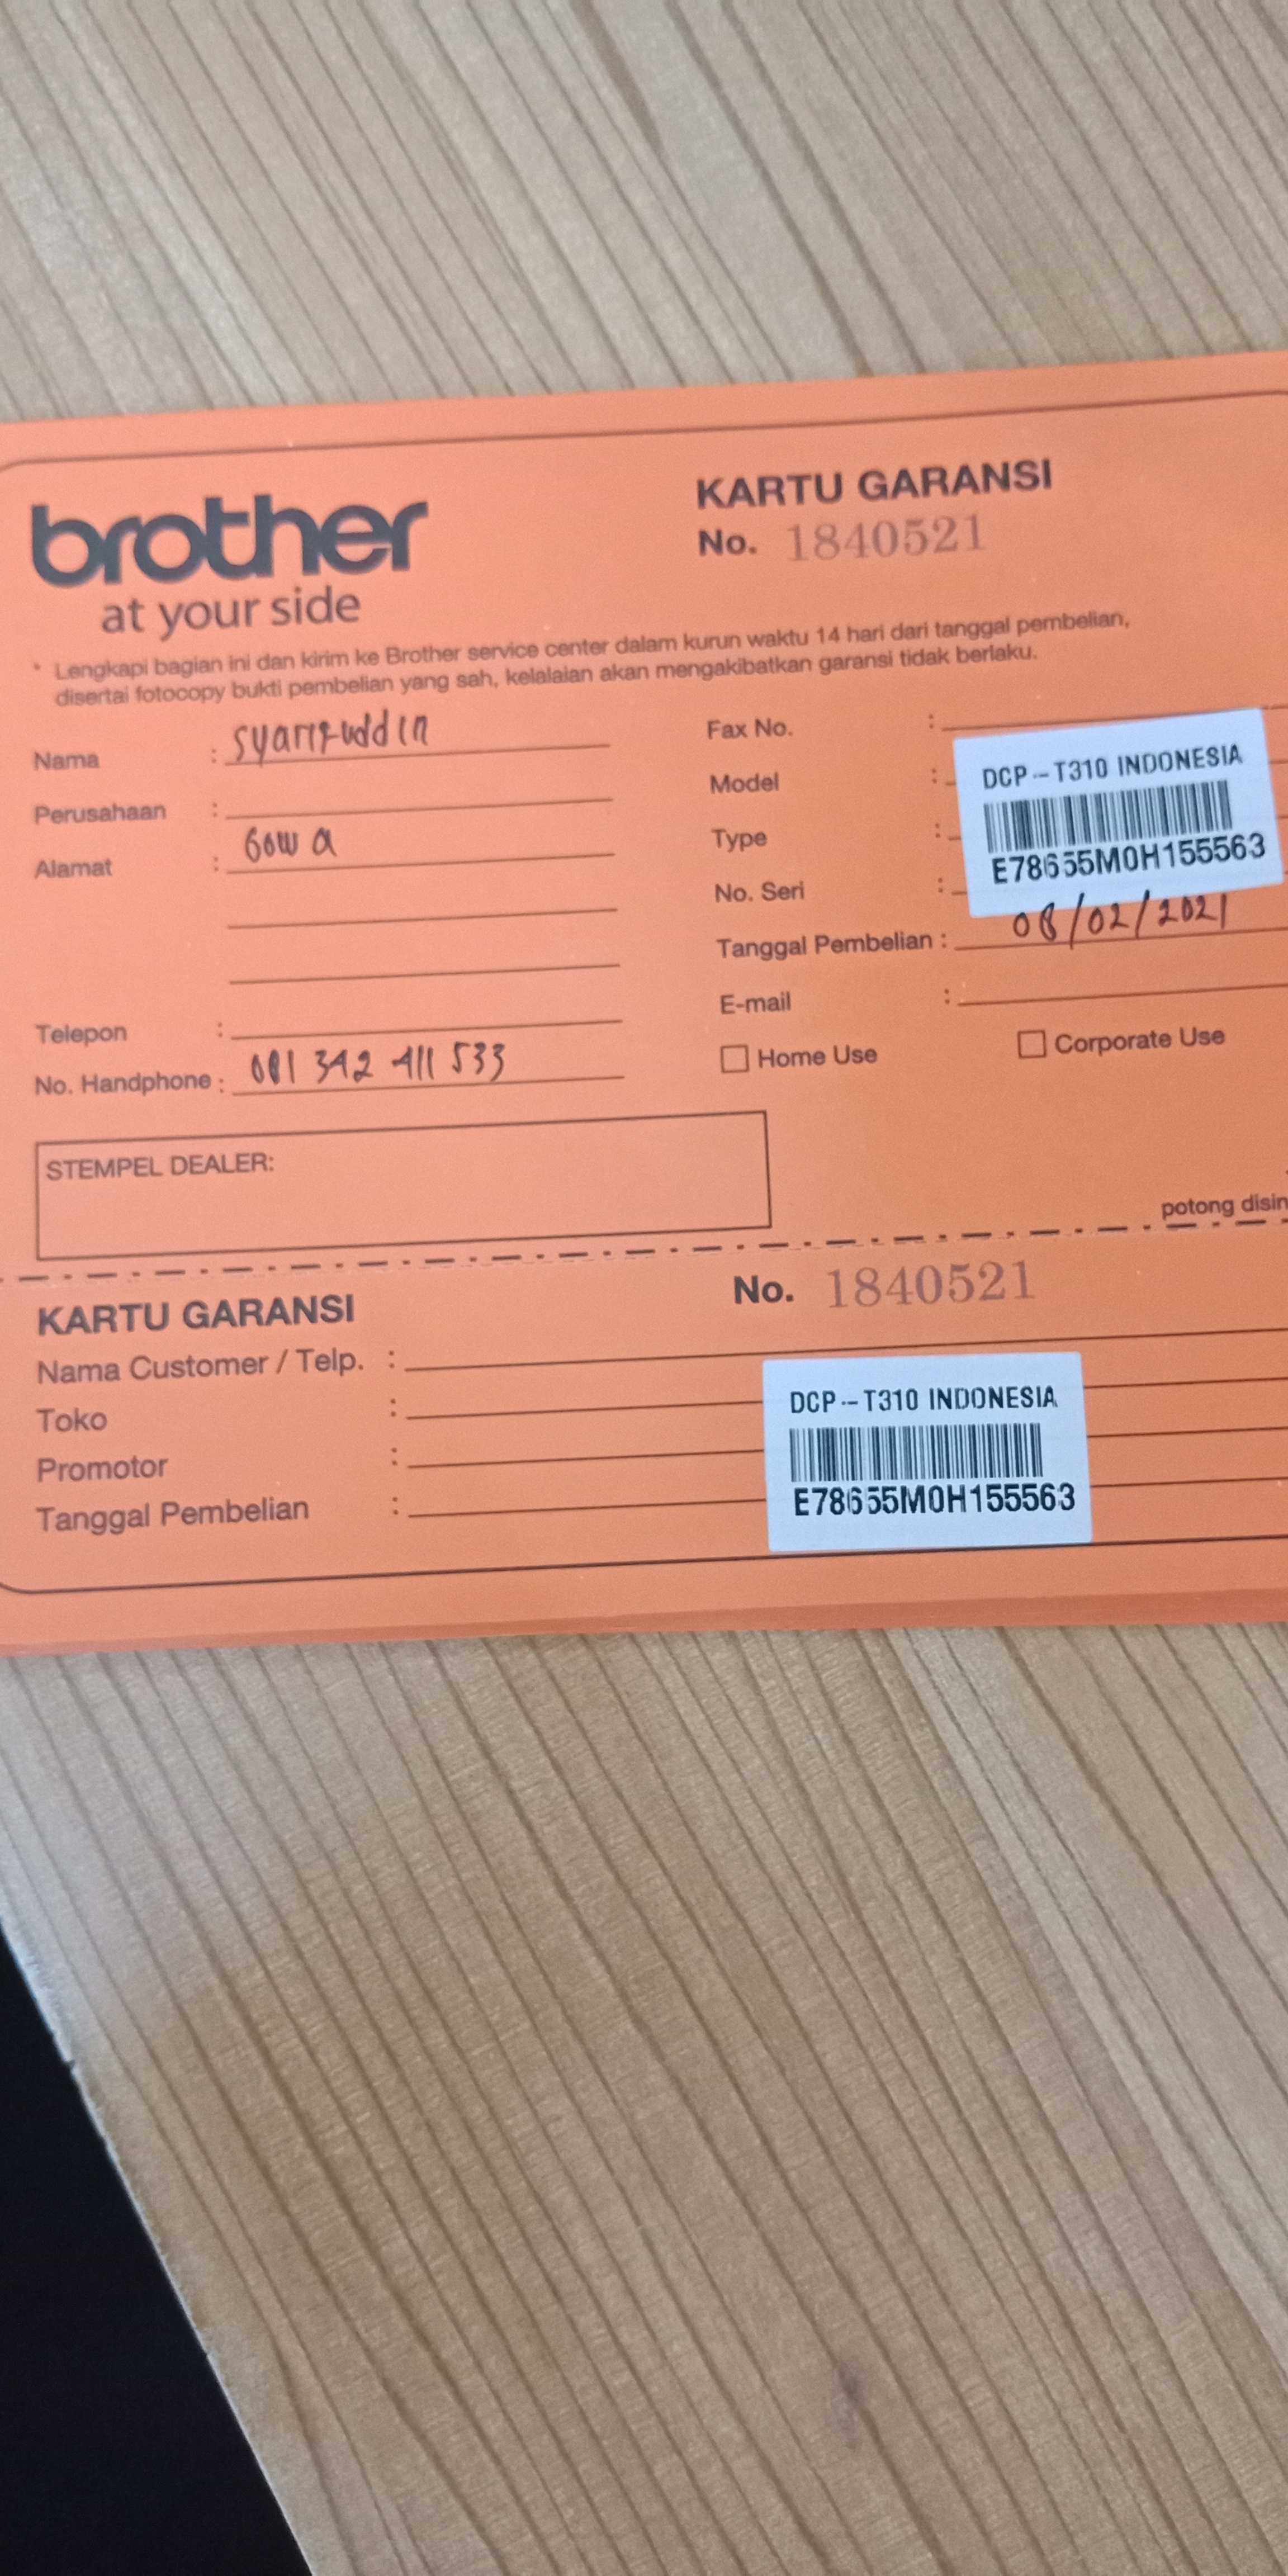 brother
at your side
KARTU GARANSI
No. 1840521
* Lengkapi bagian ini dan kirim ke Brother service center dalam kurun waktu 14 hari dari tanggal pembelian,
disertai fotocopy bukti pembelian yang sah, kelalaian akan mengakibatkan garansi tidak berlaku.
Nama : Syarifuddin
Perusahaan :
Alamat : Gowa
Telepon :
No. Handphone : 081 342 411 533
Fax No. :
Model :
Type :
No. Seri :
DCP-T310 INDONESIA
E78655M0H155563
Tanggal Pembelian : 08/02/2021
E-mail :
Home Use
Corporate Use
STEMPEL DEALER:
potong disin
KARTU GARANSI
No. 1840521
Nama Customer / Telp. :
Toko :
Promotor :
Tanggal Pembelian :
DCP-T310 INDONESIA
E78655M0H155563